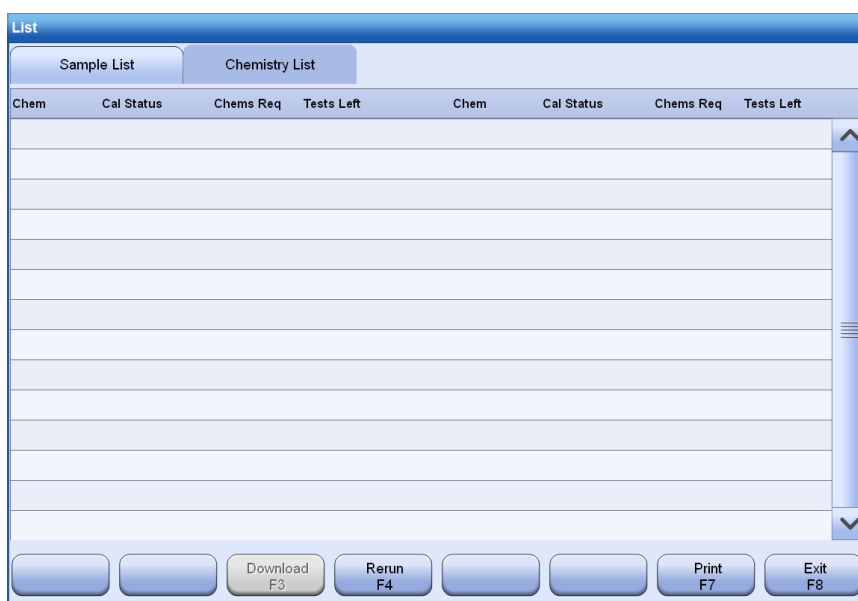 List
Sample List Chemistry List
Chem Cal Status Chems Req Tests Left Chem Cal Status Chems Req Tests Left
Download Rerun Print Exit
F3 F4 F7 F8